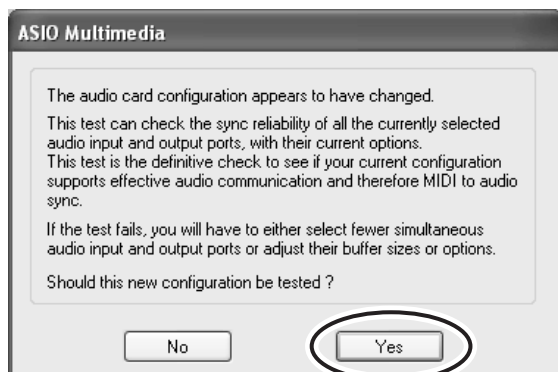 ASIO Multimedia
The audio card configuration appears to have changed.
This test can check the sync reliability of all the currently selected
audio input and output ports, with their current options.
This test is the definitive check to see if your current configuration
supports effective audio communication and therefore MIDI to audio
sync.
If the test fails, you will have to either select fewer simultaneous
audio input and output ports or adjust their buffer sizes or options.
Should this new configuration be tested ?
No
Yes